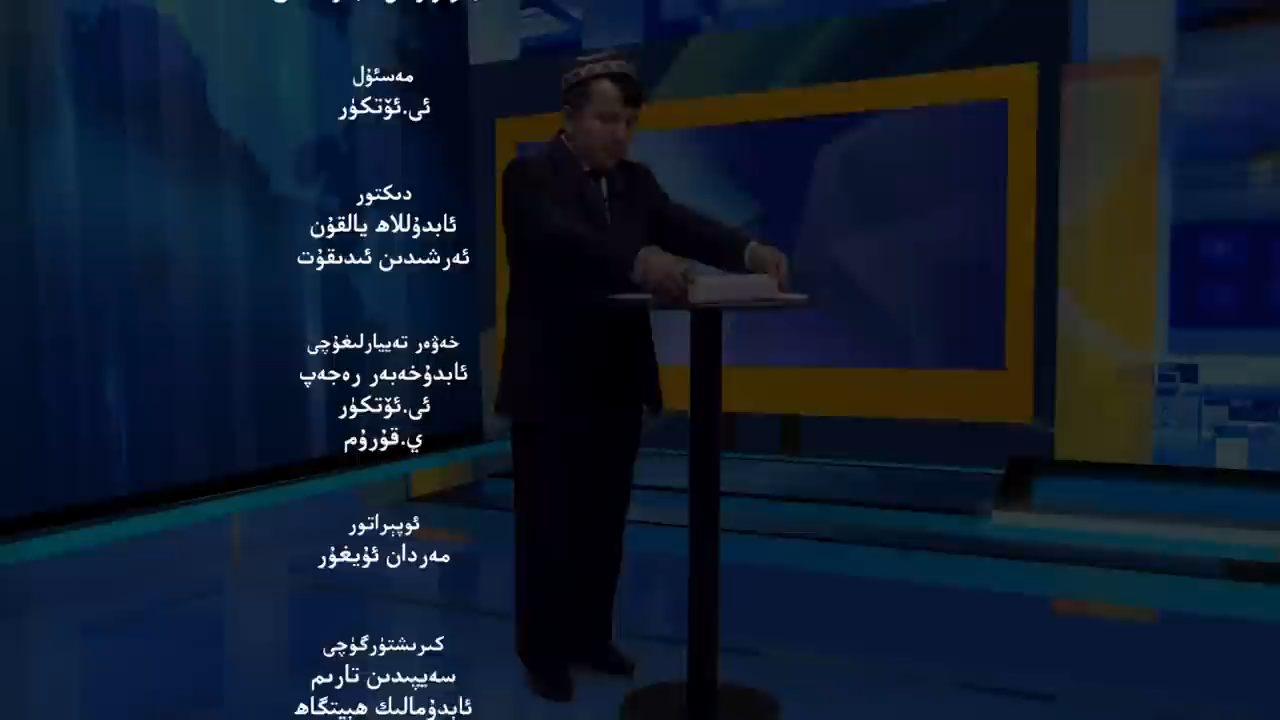 مەسئۇل
ئى.ئۆتكۈر
دىكتور
ئابدۇللاھ يالقۇن
ئەرشىدىن ئىدىقۇت
خەۋەر تەييارلىغۇچى
ئابدۇخەبەر رەجەپ
ئى.ئۆتكۈر
ي.قۇرۇم
ئوپېراتور
مەردان ئۇيغۇر
كىرىشتۈرگۈچى
سەيپىدىن تارىم
ئابدۇمالىك ھېيتگاھ